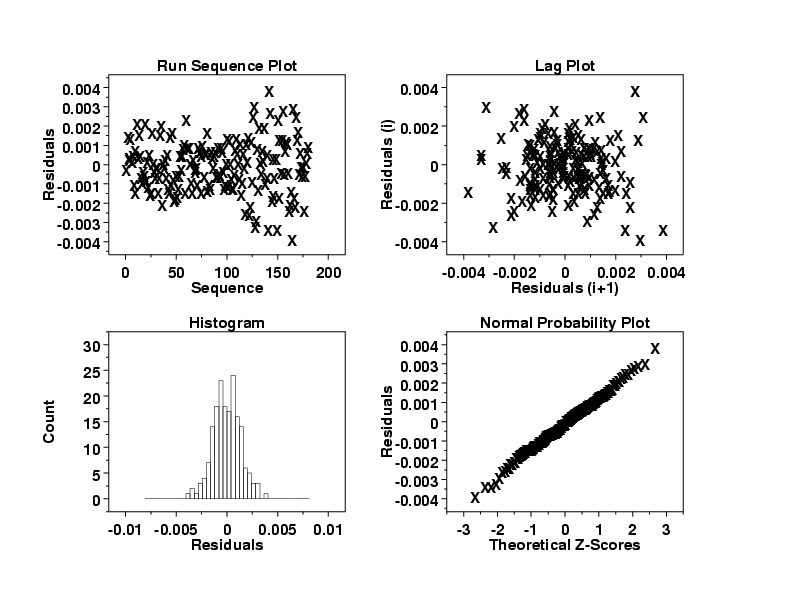 Run Sequence Plot
Residuals
0.004
0.003
0.002
0.001
0
-0.001
-0.002
-0.003
-0.004
0 50 100 150 200
Sequence
Lag Plot
Residuals (i)
0.004
0.002
0
-0.002
-0.004
-0.004 -0.002 0 0.002 0.004
Residuals (i+1)
Histogram
Count
30
25
20
15
10
5
0
-0.01 -0.005 0 0.005 0.01
Residuals
Normal Probability Plot
Residuals
0.004
0.003
0.002
0.001
0
-0.001
-0.002
-0.003
-0.004
-3 -2 -1 0 1 2 3
Theoretical Z-Scores